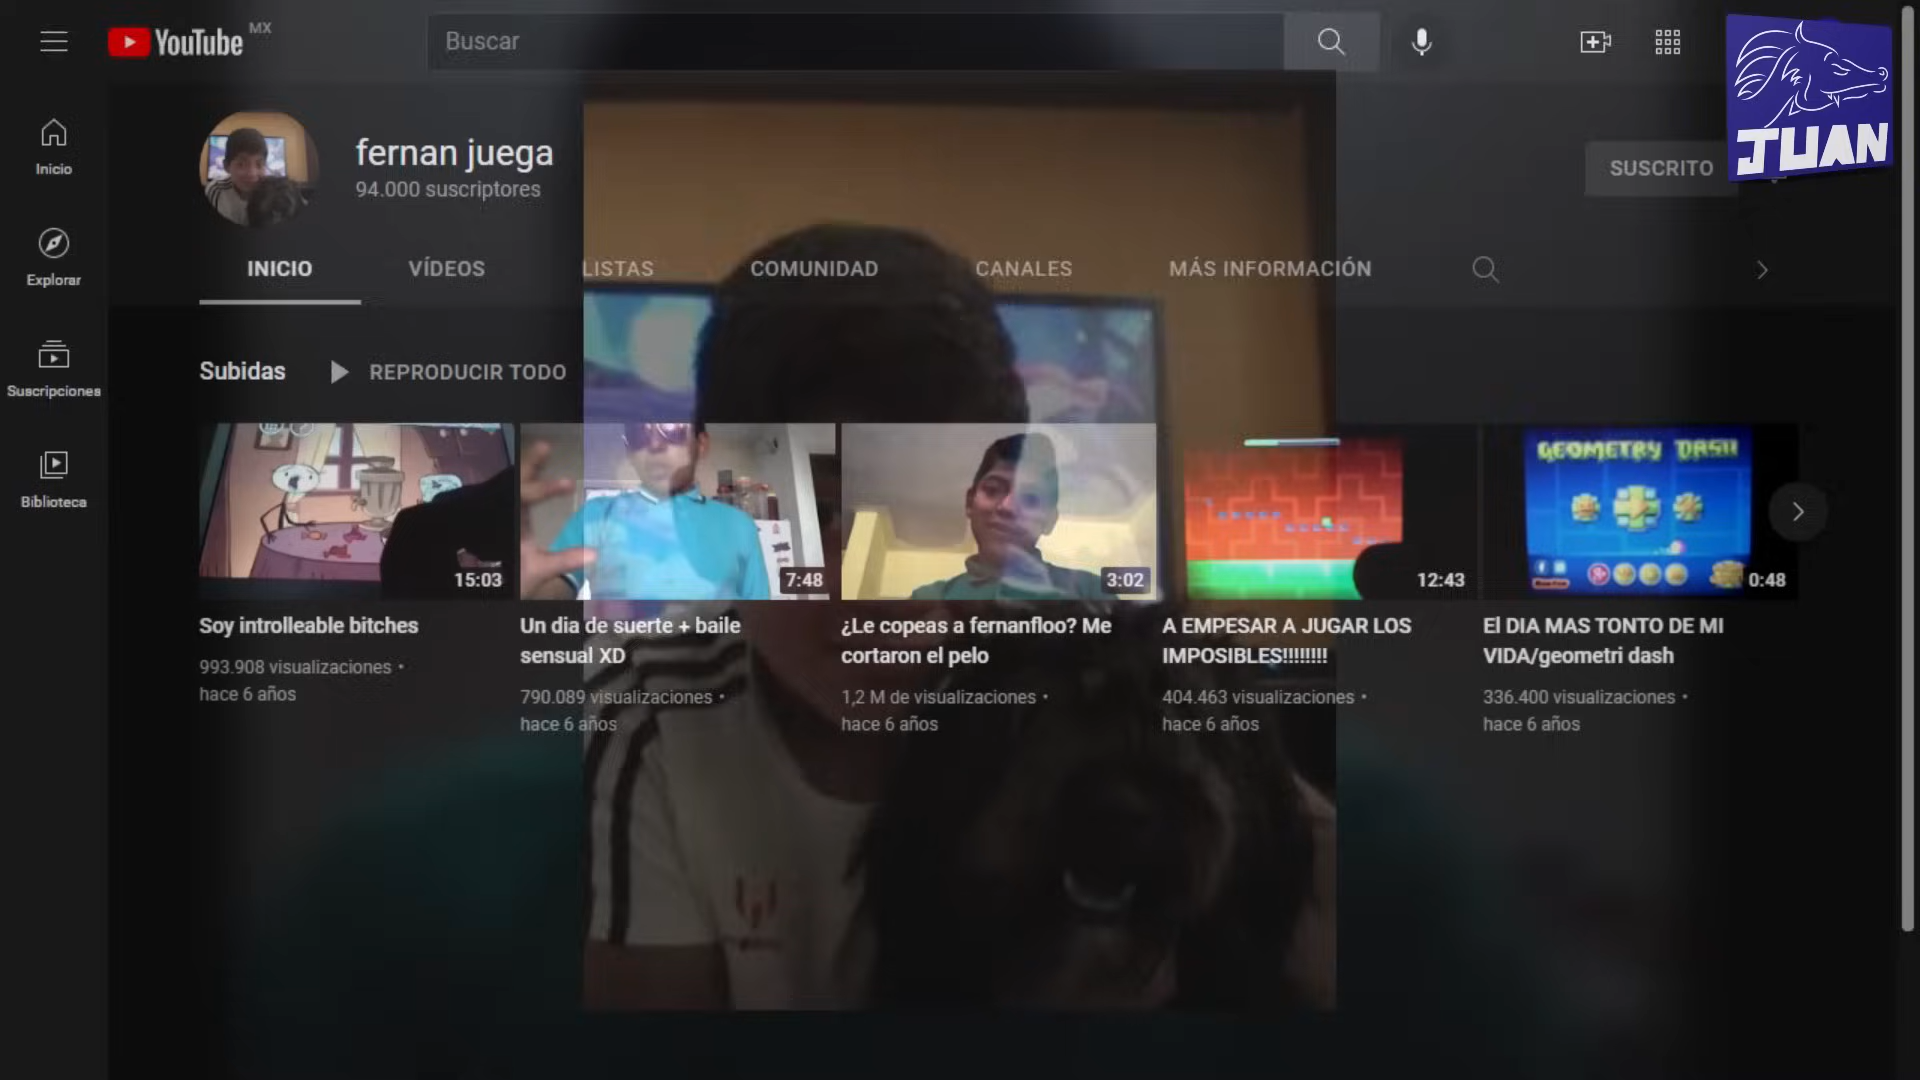 YouTube MX
Buscar
JUAN
Inicio
Explorar
Suscripciones
Biblioteca
fernan juega
94.000 suscriptores
SUSCRITO
INICIO
VÍDEOS
LISTAS
COMUNIDAD
CANALES
MÁS INFORMACIÓN
Subidas
REPRODUCIR TODO
15:03
7:48
3:02
12:43
GEOMETRY DASH
0:48
Soy introlleable bitches
993.908 visualizaciones •
hace 6 años
Un dia de suerte + baile
sensual XD
790.089 visualizaciones •
hace 6 años
¿Le copeas a fernanfloo? Me
cortaron el pelo
1,2 M de visualizaciones •
hace 6 años
A EMPESAR A JUGAR LOS
IMPOSIBLES!!!!!!!!
404.463 visualizaciones •
hace 6 años
El DIA MAS TONTO DE MI
VIDA/geometri dash
336.400 visualizaciones •
hace 6 años